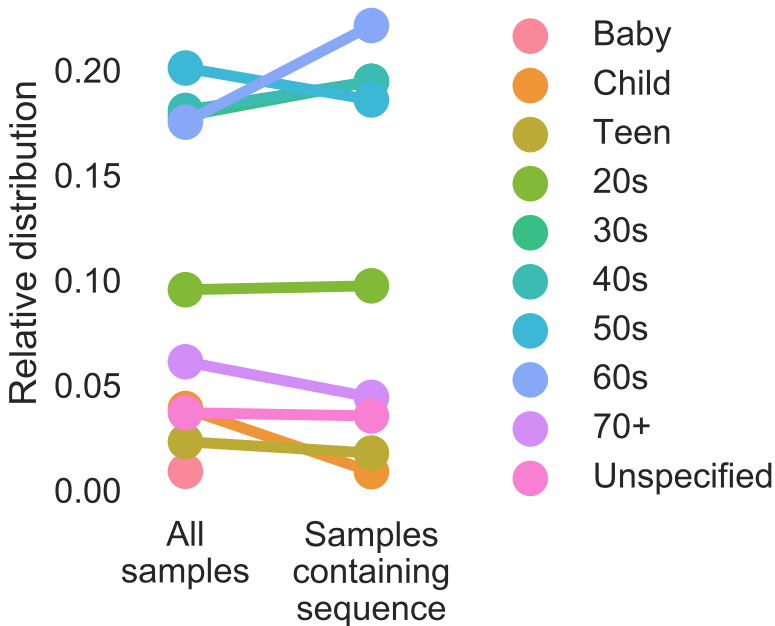 Relative distribution
0.20
0.15
0.10
0.05
0.00
All
samples
Samples
containing
sequence
Baby
Child
Teen
20s
30s
40s
50s
60s
70+
Unspecified